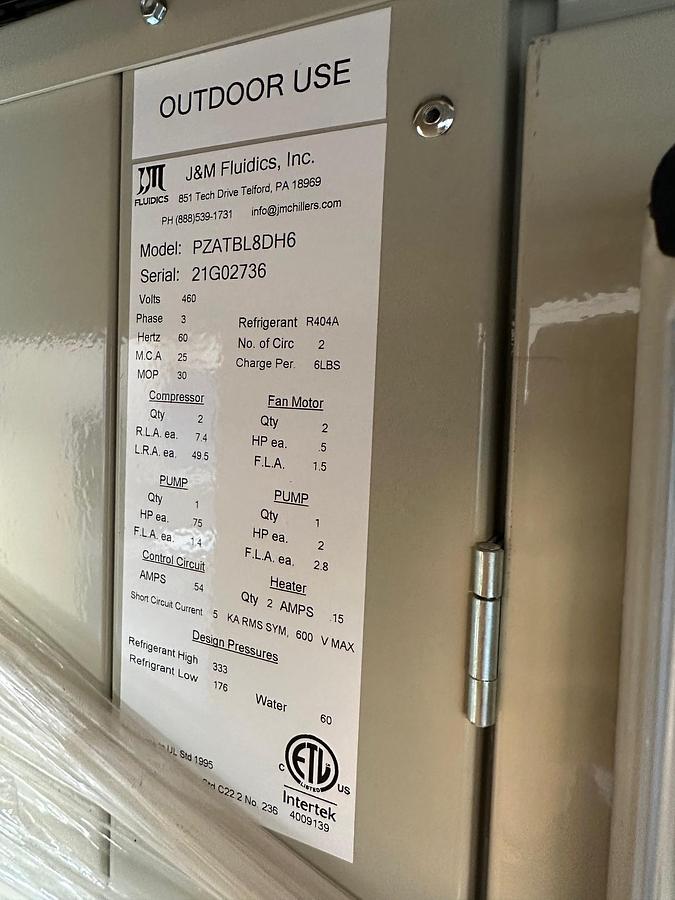 OUTDOOR USE
JM
FLUIDICS
J&M Fluidics, Inc.
851 Tech Drive Telford, PA 18969
PH (888)539-1731 info@jmchillers.com
Model: PZATBL8DH6
Serial: 21G02736
Volts 460
Phase 3
Hertz 60
M.C.A 25
MOP 30
Refrigerant R404A
No. of Circ 2
Charge Per. 6LBS
Compressor
Qty 2
R.L.A. ea. 7.4
L.R.A. ea. 49.5
Fan Motor
Qty 2
HP ea. .5
F.L.A. 1.5
PUMP
Qty 1
HP ea. .75
F.L.A. ea. 1.4
PUMP
Qty 1
HP ea. 2
F.L.A. ea. 2.8
Control Circuit
AMPS .54
Heater
Qty 2 AMPS .15
Short Circuit Current 5 KA RMS SYM, 600 V MAX
Design Pressures
Refrigerant High 333
Refrigrant Low 176
Water 60
UL Std 1995
Std C22.2 No. 236
C ETL US
LISTED
Intertek
4009139